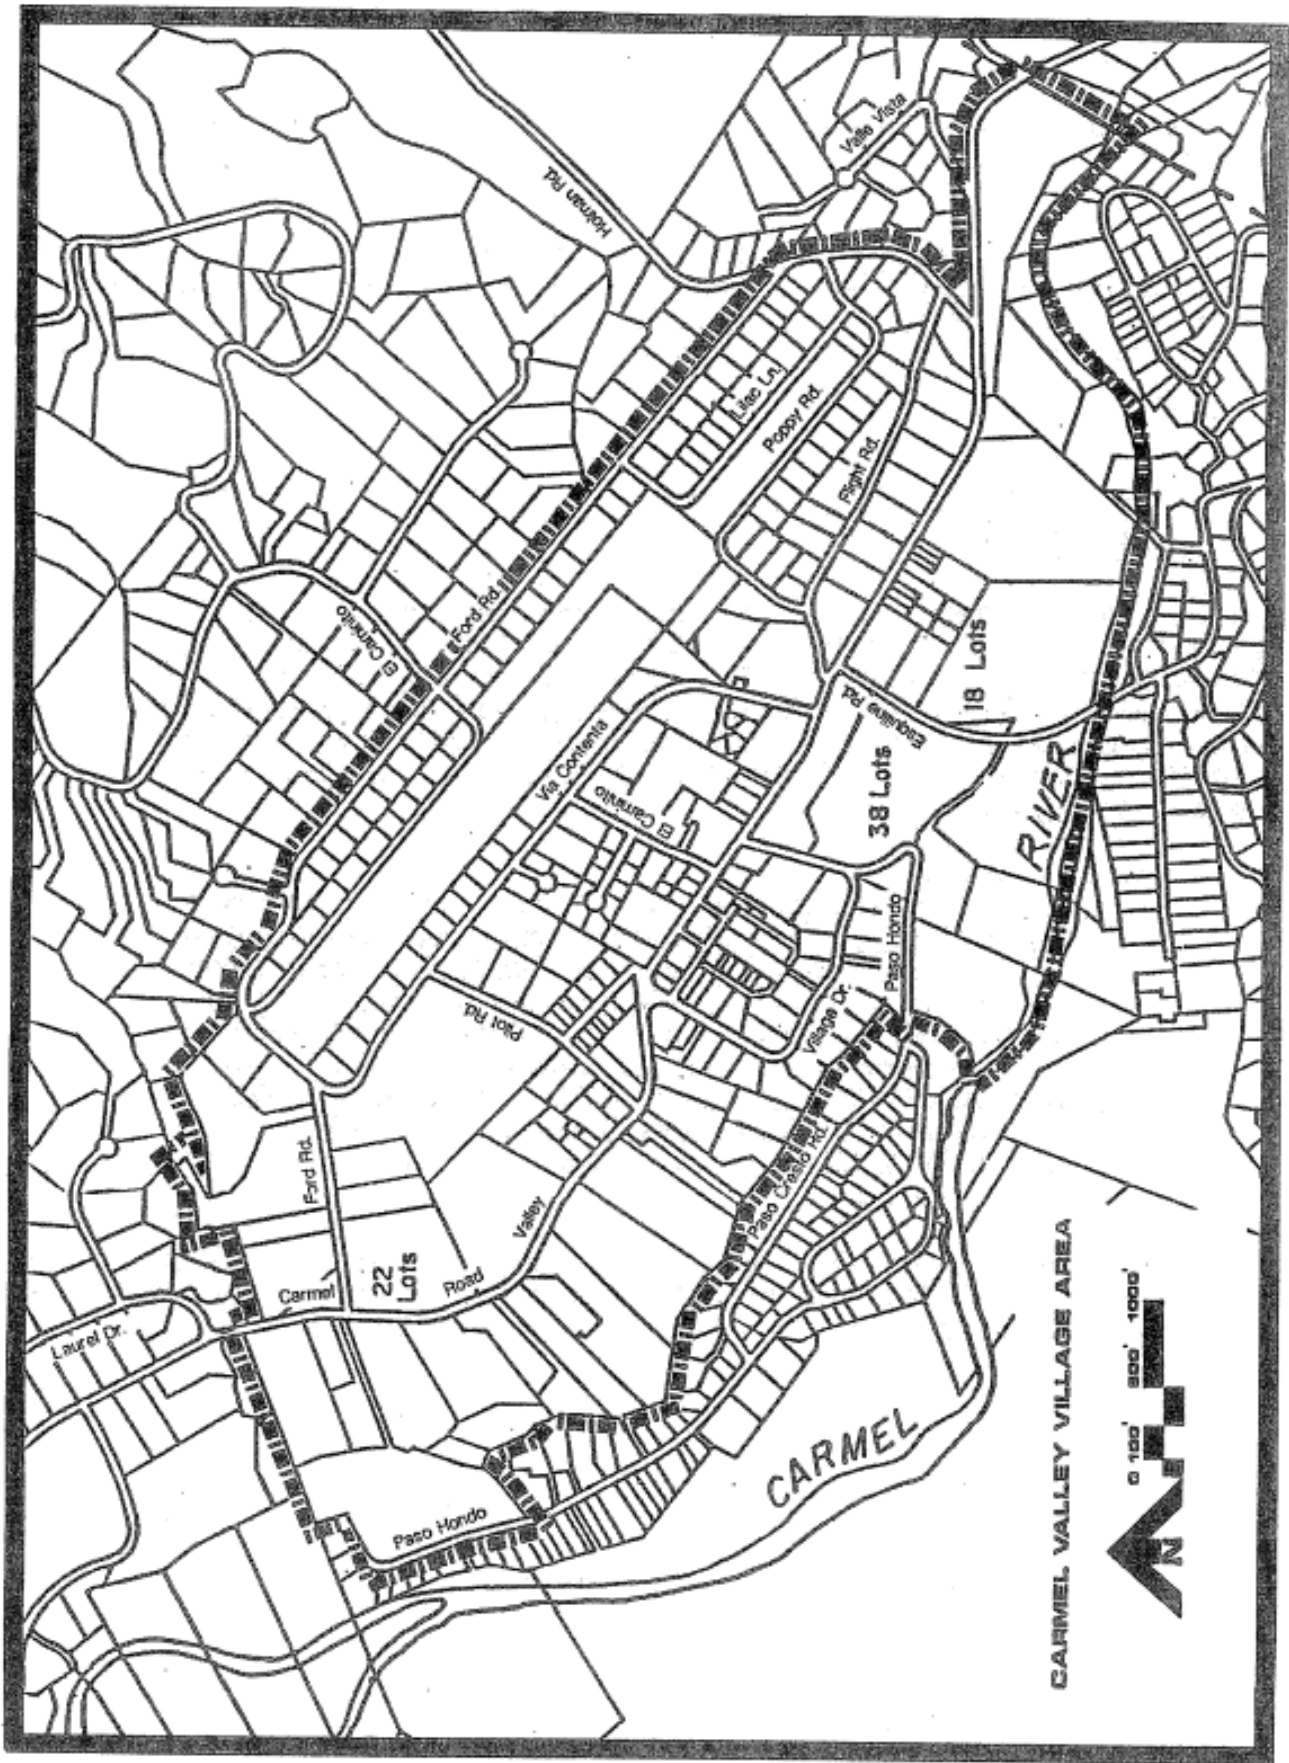 Laurel Dr.
Carmel
Valley
Road
Ford Rd.
22
Lots
Paso Hondo
Pilot Rd.
Via Contenta
El Caminito
El Caminito
Ford Rd.
Holman Rd.
Valle Vista
Lilac Ln.
Poppy Rd.
Flight Rd.
Esquiline Rd.
18 Lots
38 Lots
Village Dr.
Paso Hondo
Paso Cresto Rd.
CARMEL
RIVER
CARMEL VALLEY VILLAGE AREA
N
0 100' 500' 1000'